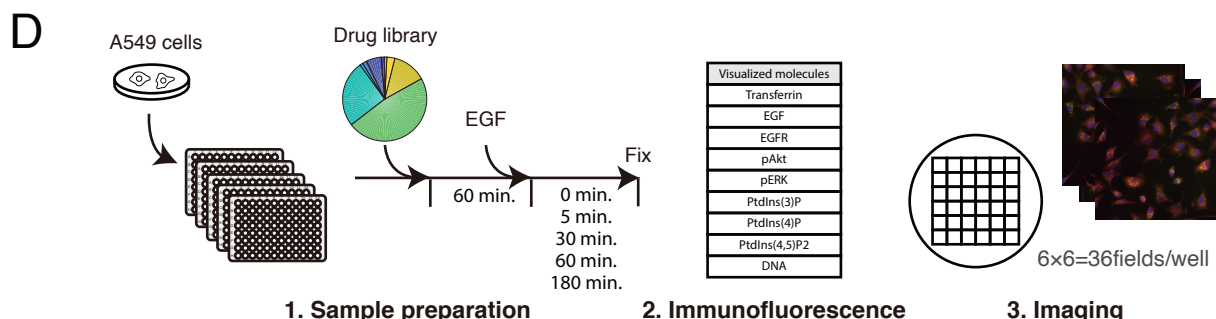 D
A549 cells
Drug library
EGF
Fix
60 min.
0 min.
5 min.
30 min.
60 min.
180 min.
1. Sample preparation
Visualized molecules
Transferrin
EGF
EGFR
pAkt
pERK
PtdIns(3)P
PtdIns(4)P
PtdIns(4,5)P2
DNA
2. Immunofluorescence
6×6=36fields/well
3. Imaging